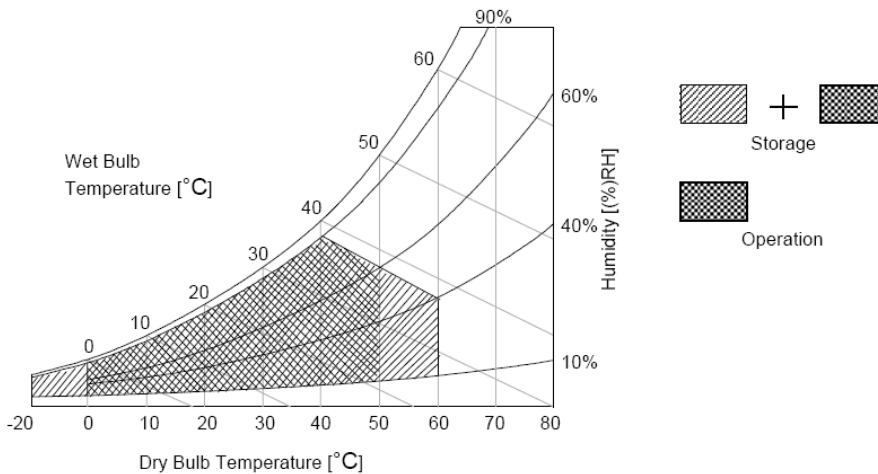 90%
60
60%
50
Wet Bulb
Temperature [°C]
Storage
40
40%
30
20
Operation
10
0
10%
Humidity [(%)RH]
-20 0 10 20 30 40 50 60 70 80
Dry Bulb Temperature [°C]